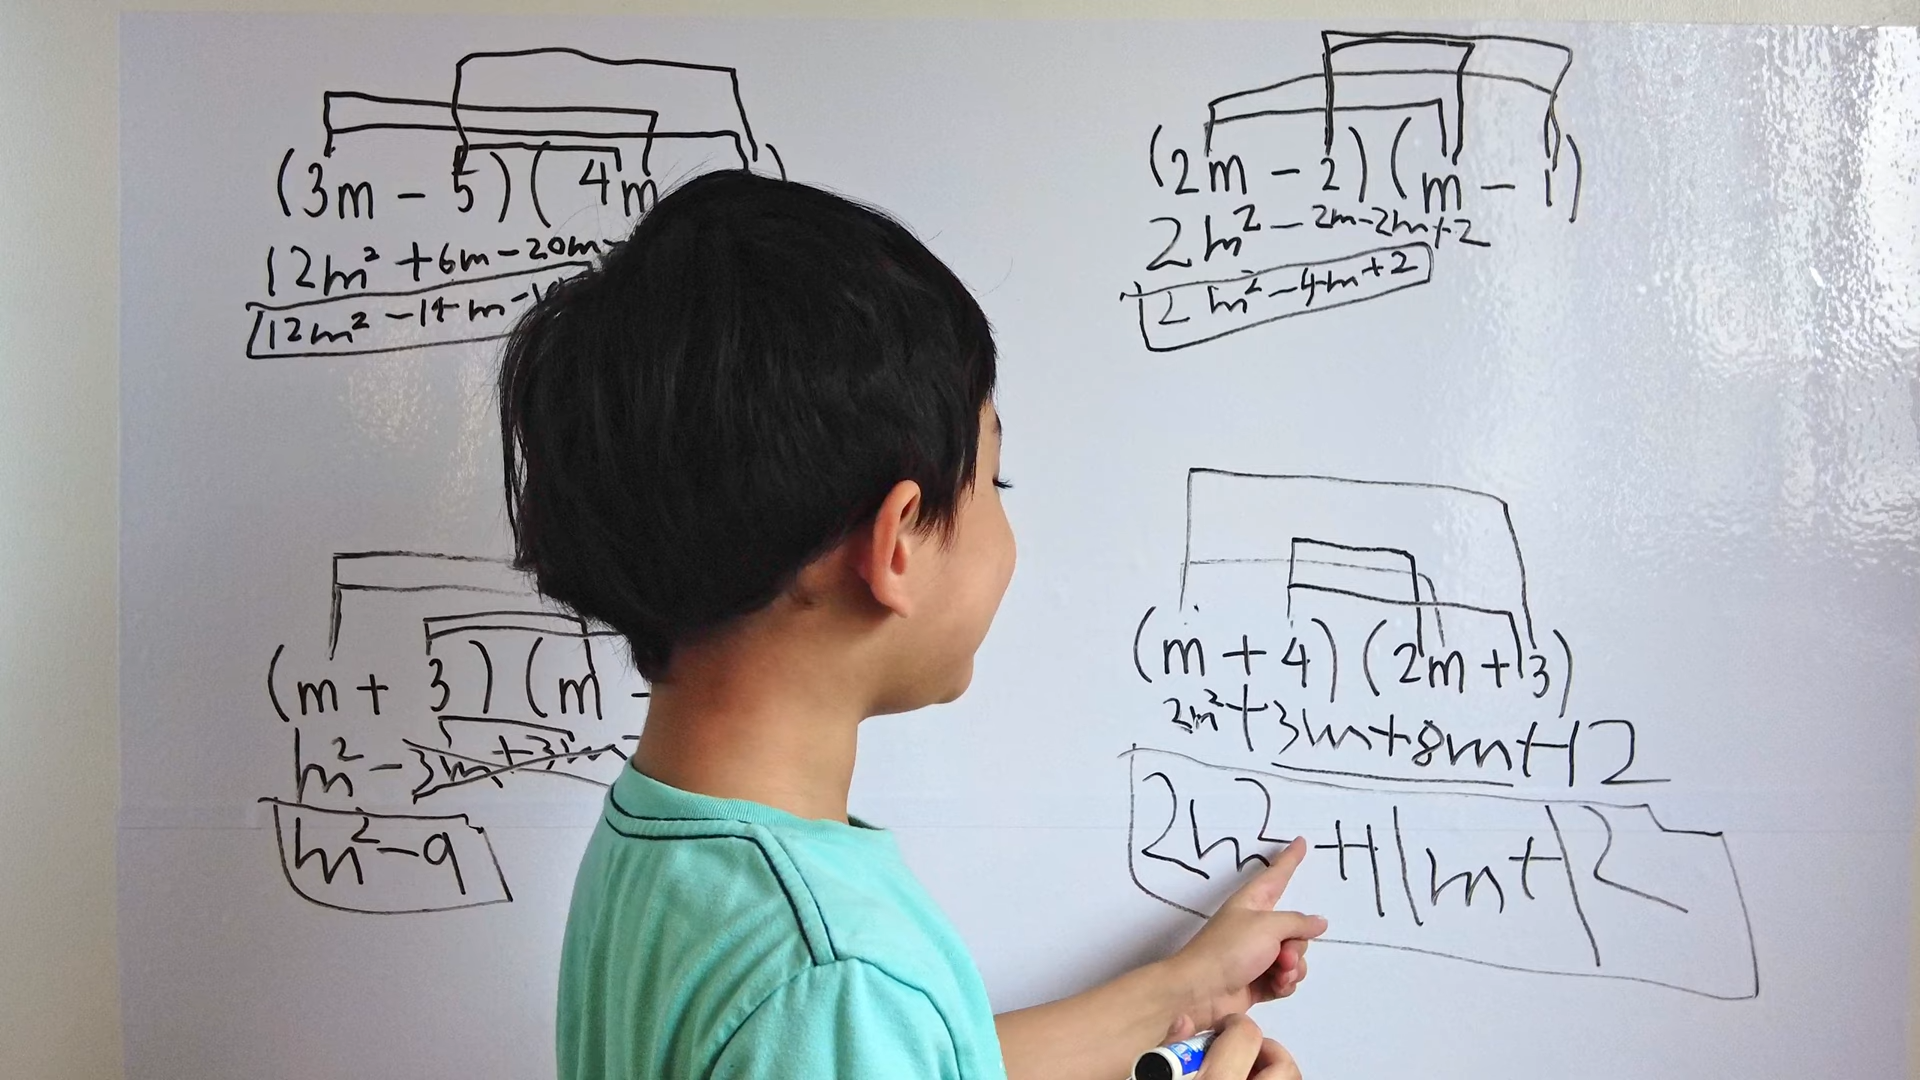 (3m - 5)(4m
12m² + 6m - 20m -
12m² - 14m - 1
(2m - 2)(m - 1)
2m² - 2m - 2m + 2
2m² - 4m + 2
(m + 3)(m -
m² - 3m + 3m
m² - 9
(m + 4)(2m + 3)
2m² + 3m + 8m + 12
2m² + 11m + 12